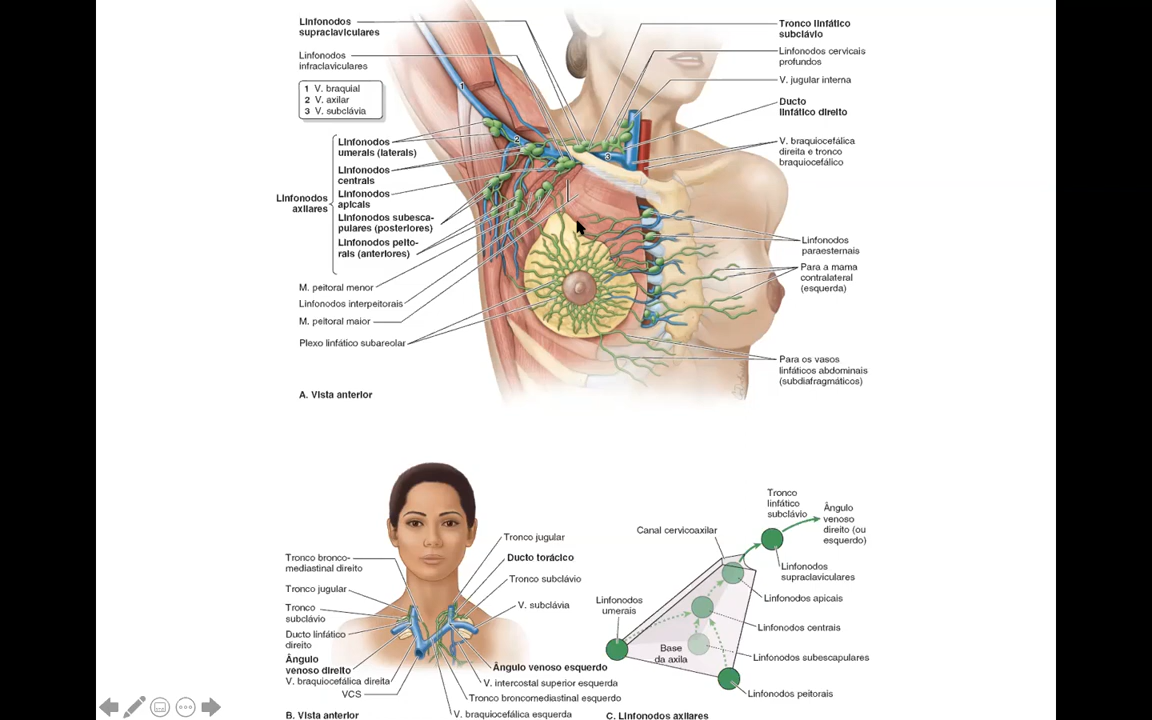 Linfonodos
supraclaviculares
Linfonodos
infraclaviculares
1 V. braquial
2 V. axilar
3 V. subclávia
Linfonodos
axilares
Linfonodos
umerais (laterais)
Linfonodos
centrais
Linfonodos
apicais
Linfonodos subesca-
pulares (posteriores)
Linfonodos peito-
rais (anteriores)
M. peitoral menor
Linfonodos interpeitorais
M. peitoral maior
Plexo linfático subareolar
1
2
3
Tronco linfático
subclávio
Linfonodos cervicais
profundos
V. jugular interna
Ducto
linfático direito
V. braquiocefálica
direita e tronco
braquiocefálico
Linfonodos
paraesternais
Para a mama
contralateral
(esquerda)
Para os vasos
linfáticos abdominais
(subdiafragmáticos)
A. Vista anterior
Tronco bronco-
mediastinal direito
Tronco jugular
Tronco
subclávio
Ducto linfático
direito
Ângulo
venoso direito
V. braquiocefálica direita
VCS
Tronco jugular
Ducto torácico
Tronco subclávio
V. subclávia
Ângulo venoso esquerdo
V. intercostal superior esquerda
Tronco broncomediastinal esquerdo
V. braquiocefálica esquerda
B. Vista anterior
Tronco
linfático
subclávio
Ângulo
venoso
direito (ou
esquerdo)
Canal cervicoaxilar
Linfonodos
supraclaviculares
Linfonodos apicais
Linfonodos
umerais
Linfonodos centrais
Base
da axila
Linfonodos subescapulares
Linfonodos peitorais
C. Linfonodos axilares